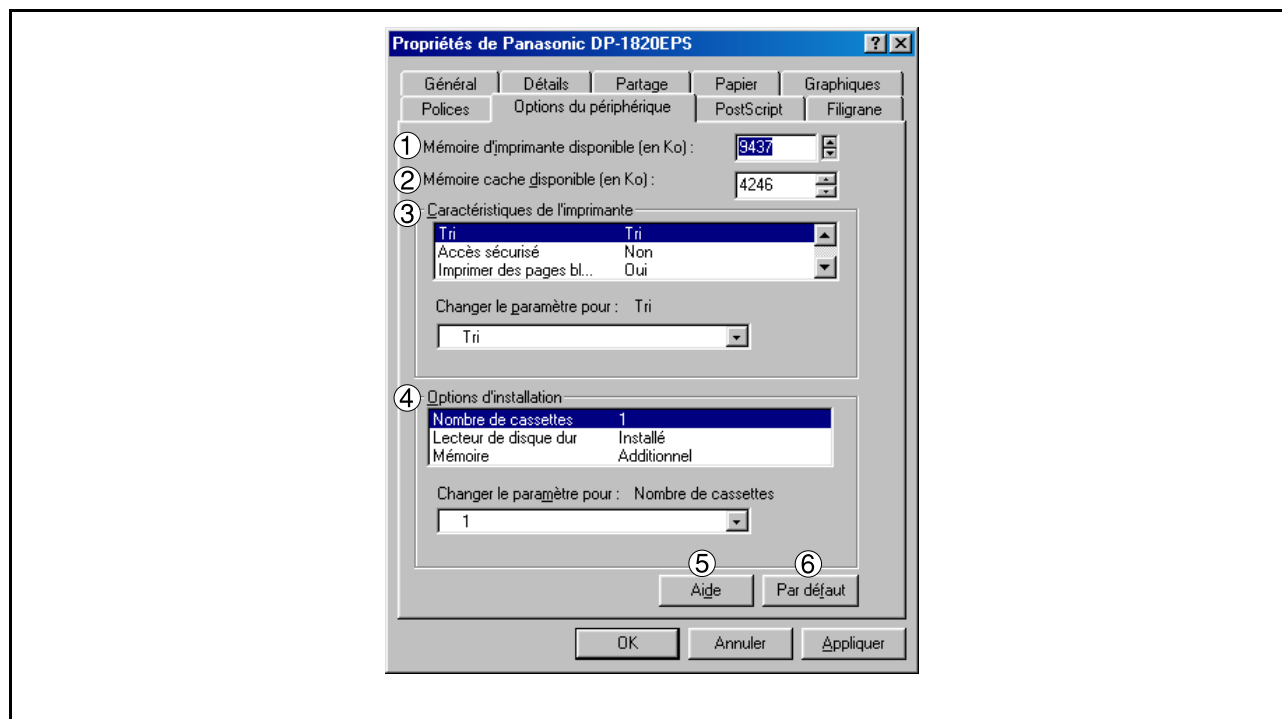 Propriétés de Panasonic DP-1820EPS
Général Détails Partage Papier Graphiques
Polices Options du périphérique PostScript Filigrane
① Mémoire d'imprimante disponible (en Ko) : 9437
② Mémoire cache disponible (en Ko) : 4246
③ Caractéristiques de l'imprimante
Tri Tri
Accès sécurisé Non
Imprimer des pages bl... Oui
Changer le paramètre pour : Tri
Tri
④ Options d'installation
Nombre de cassettes 1
Lecteur de disque dur Installé
Mémoire Additionnel
Changer le paramètre pour : Nombre de cassettes
1
⑤ ⑥
Aide Par défaut
OK Annuler Appliquer